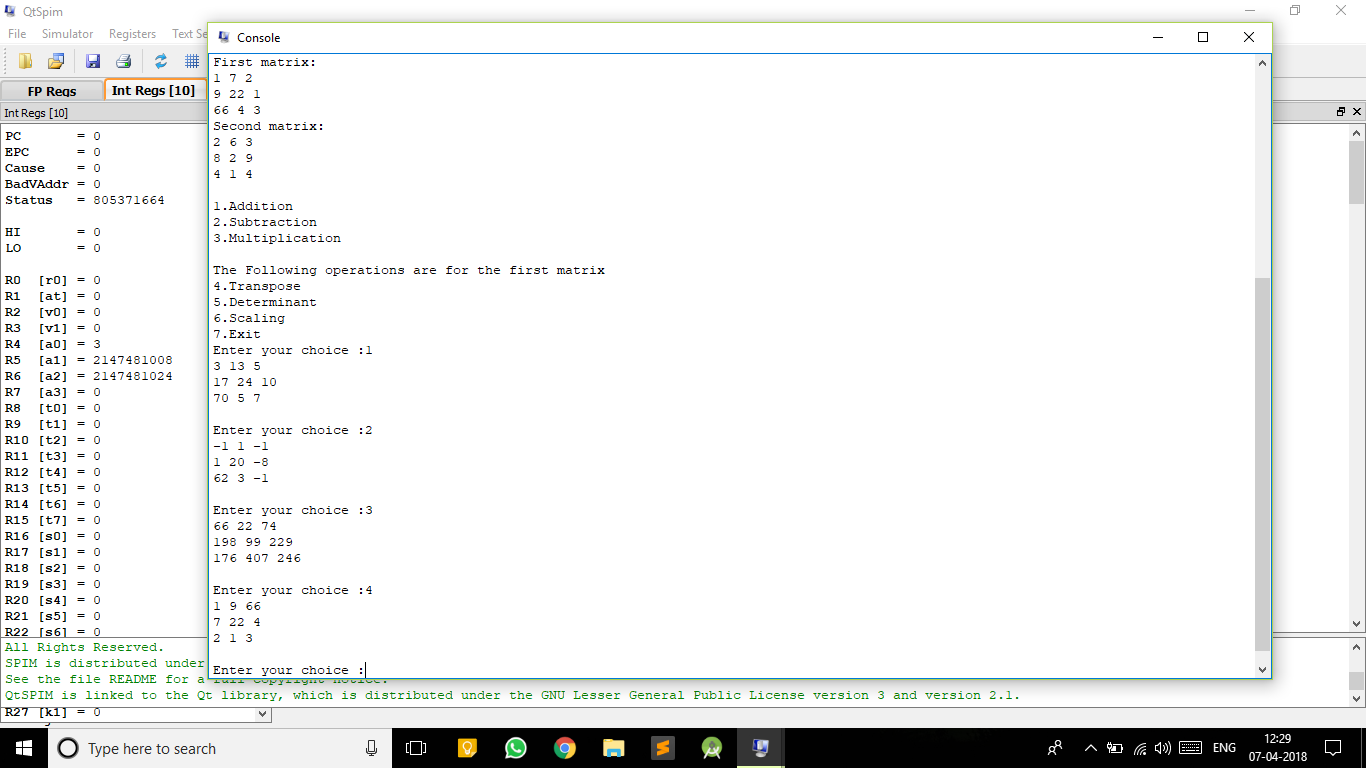 QtSpim
File Simulator Registers Text Se
Console
FP Regs
Int Regs [10]
Int Regs [10]
PC = 0
EPC = 0
Cause = 0
BadVAddr = 0
Status = 805371664
HI = 0
LO = 0
R0 [r0] = 0
R1 [at] = 0
R2 [v0] = 0
R3 [v1] = 0
R4 [a0] = 3
R5 [a1] = 2147481008
R6 [a2] = 2147481024
R7 [a3] = 0
R8 [t0] = 0
R9 [t1] = 0
R10 [t2] = 0
R11 [t3] = 0
R12 [t4] = 0
R13 [t5] = 0
R14 [t6] = 0
R15 [t7] = 0
R16 [s0] = 0
R17 [s1] = 0
R18 [s2] = 0
R19 [s3] = 0
R20 [s4] = 0
R21 [s5] = 0
R22 [s6] = 0
First matrix:
1 7 2
9 22 1
66 4 3
Second matrix:
2 6 3
8 2 9
4 1 4
1.Addition
2.Subtraction
3.Multiplication
The Following operations are for the first matrix
4.Transpose
5.Determinant
6.Scaling
7.Exit
Enter your choice :1
3 13 5
17 24 10
70 5 7
Enter your choice :2
-1 1 -1
1 20 -8
62 3 -1
Enter your choice :3
66 22 74
198 99 229
176 407 246
Enter your choice :4
1 9 66
7 22 4
2 1 3
Enter your choice :
All Rights Reserved.
SPIM is distributed under
See the file README for a full copyright notice.
QtSPIM is linked to the Qt library, which is distributed under the GNU Lesser General Public License version 3 and version 2.1.
R27 [k1] = 0
Type here to search
ENG
12:29
07-04-2018